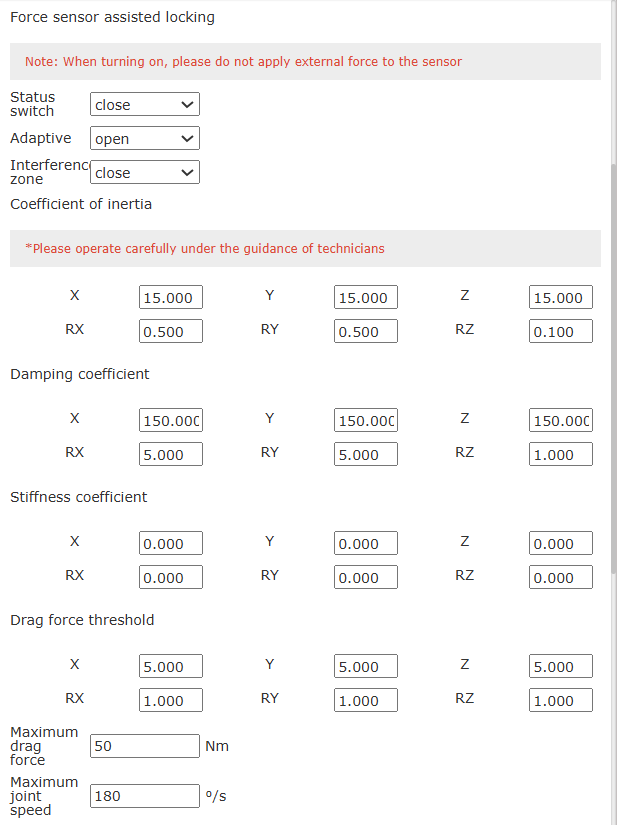 Force sensor assisted locking
Note: When turning on, please do not apply external force to the sensor
Status
switch
close
Adaptive
open
Interferenc
zone
close
Coefficient of inertia
*Please operate carefully under the guidance of technicians
X 15.000 Y 15.000 Z 15.000
RX 0.500 RY 0.500 RZ 0.100
Damping coefficient
X 150.000 Y 150.000 Z 150.000
RX 5.000 RY 5.000 RZ 1.000
Stiffness coefficient
X 0.000 Y 0.000 Z 0.000
RX 0.000 RY 0.000 RZ 0.000
Drag force threshold
X 5.000 Y 5.000 Z 5.000
RX 1.000 RY 1.000 RZ 1.000
Maximum
drag
force
50 Nm
Maximum
joint
speed
180 º/s